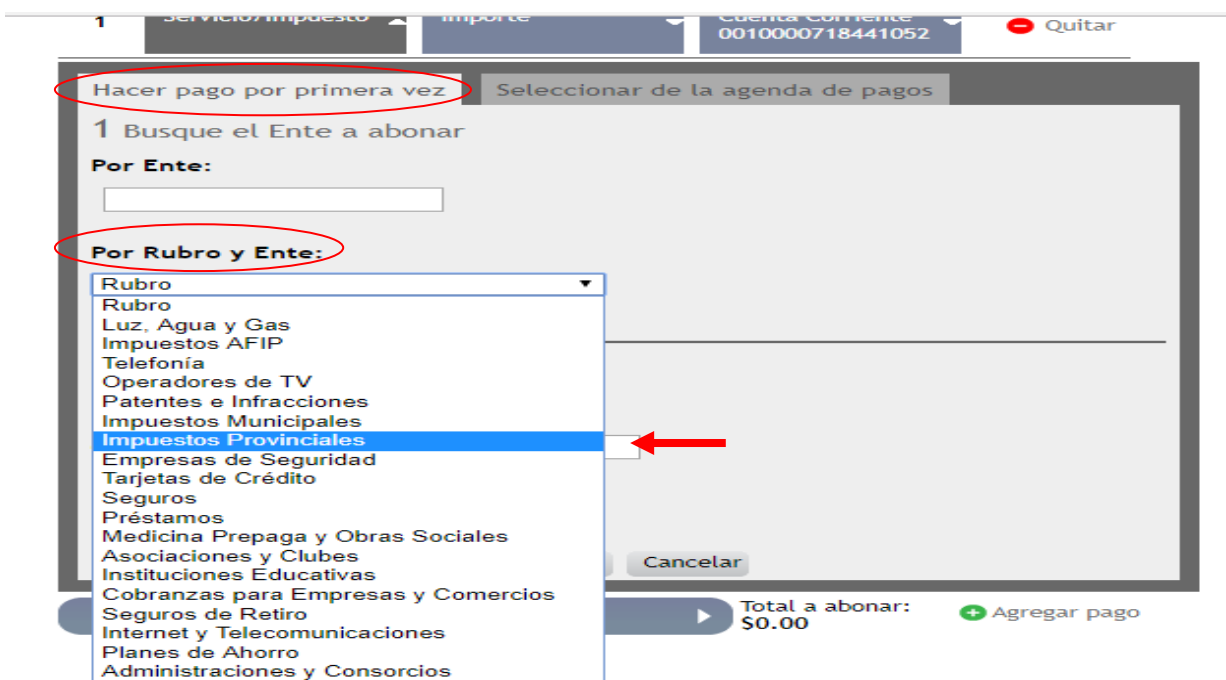 1 Servicio/Impuesto Importe Cuenta Corriente
0010000718441052 Quitar
Hacer pago por primera vez Seleccionar de la agenda de pagos
1 Busque el Ente a abonar
Por Ente:
Por Rubro y Ente:
Rubro
Rubro
Luz, Agua y Gas
Impuestos AFIP
Telefonía
Operadores de TV
Patentes e Infracciones
Impuestos Municipales
Impuestos Provinciales
Empresas de Seguridad
Tarjetas de Crédito
Seguros
Préstamos
Medicina Prepaga y Obras Sociales
Asociaciones y Clubes
Instituciones Educativas
Cancelar
Cobranzas para Empresas y Comercios
Seguros de Retiro
Internet y Telecomunicaciones
Planes de Ahorro
Administraciones y Consorcios
Total a abonar:
$0.00
Agregar pago